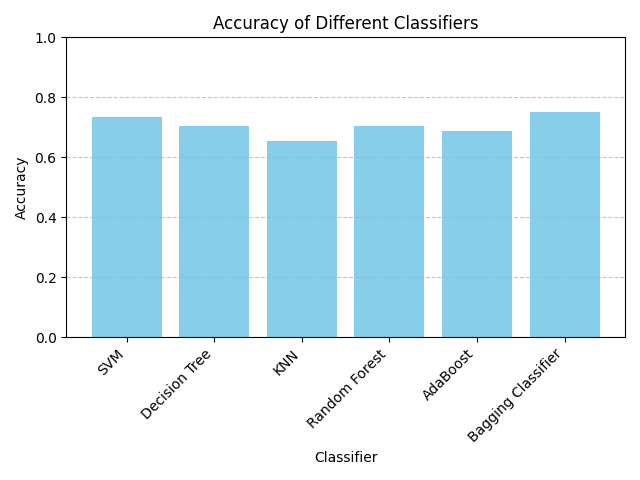 Accuracy of Different Classifiers
1.0
0.8
0.6
0.4
0.2
0.0
Accuracy
SVM
Decision Tree
KNN
Random Forest
AdaBoost
Bagging Classifier
Classifier